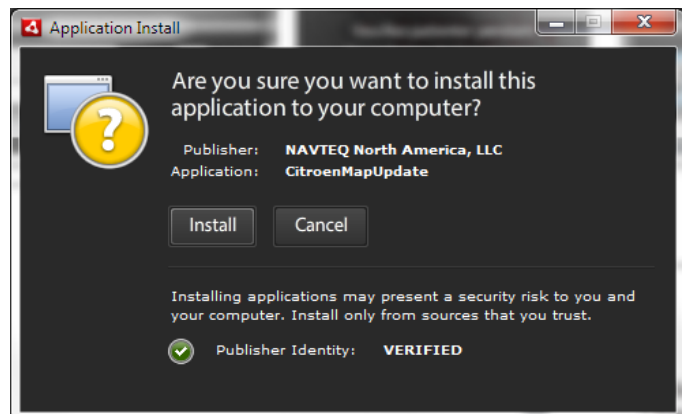 Application Install
Are you sure you want to install this
application to your computer?
Publisher: NAVTEQ North America, LLC
Application: CitroenMapUpdate
Install Cancel
Installing applications may present a security risk to you and
your computer. Install only from sources that you trust.
Publisher Identity: VERIFIED